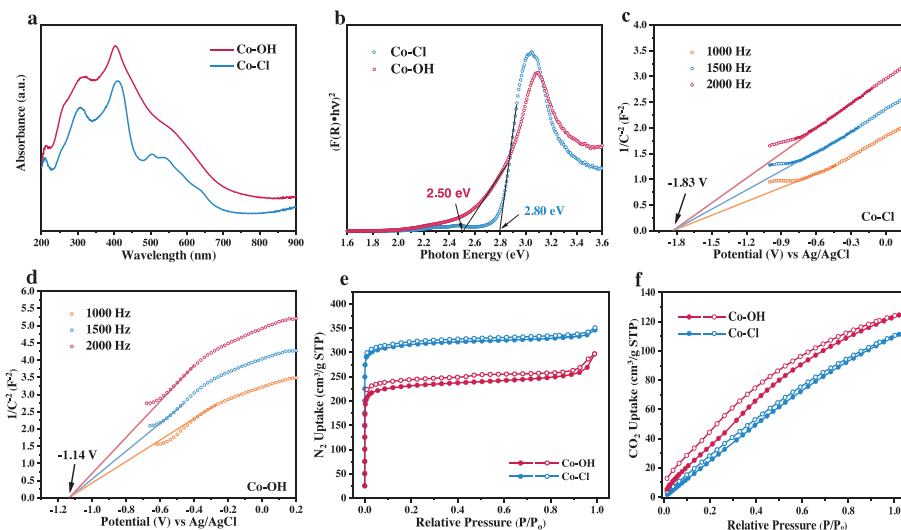 a
Co-OH
Co-Cl
Absorbance (a.u.)
200 300 400 500 600 700 800 900
Wavelength (nm)
b
Co-Cl
Co-OH
(F(R)•hν)²
2.50 eV
2.80 eV
1.6 1.8 2.0 2.2 2.4 2.6 2.8 3.0 3.2 3.4 3.6
Photon Energy (eV)
c
1000 Hz
1500 Hz
2000 Hz
4.0
3.5
3.0
2.5
2.0
1.5
1.0
0.5
0.0
1/C⁻² (F⁻²)
-1.83 V
Co-Cl
-1.8 -1.5 -1.2 -0.9 -0.6 -0.3 0.0
Potential (V) vs Ag/AgCl
d
1000 Hz
1500 Hz
2000 Hz
6.0
5.5
5.0
4.5
4.0
3.5
3.0
2.5
2.0
1.5
1.0
0.5
0.0
1/C⁻² (F⁻²)
-1.14 V
Co-OH
-1.2 -1.0 -0.8 -0.6 -0.4 -0.2 0.0 0.2
Potential (V) vs Ag/AgCl
e
400
350
300
250
200
150
100
50
0
N₂ Uptake (cm³/g STP)
Co-OH
Co-Cl
0.0 0.2 0.4 0.6 0.8 1.0
Relative Pressure (P/Pₒ)
f
Co-OH
Co-Cl
140
120
100
80
60
40
20
0
CO₂ Uptake (cm³/g STP)
0.0 0.2 0.4 0.6 0.8 1.0
Relative Pressure (P/Pₒ)